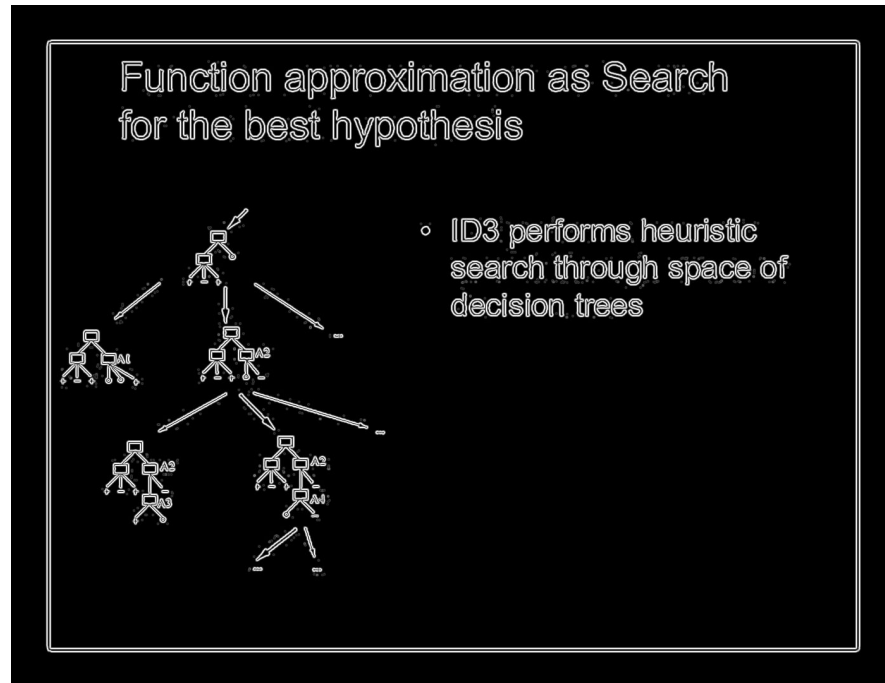 Function approximation as Search
for the best hypothesis
ID3 performs heuristic
search through space of
decision trees
+ - +
A1
A2
+ - + + - + -
A2
A2
+ - + -
+ - + -
A3
A4
+
-